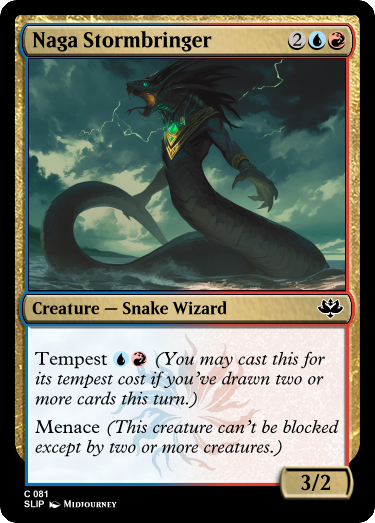 Naga Stormbringer 2
Creature — Snake Wizard
Tempest (You may cast this for
its tempest cost if you've drawn two or
more cards this turn.)
Menace (This creature can't be blocked
except by two or more creatures.)
3/2
C 081
SLIP Midjourney